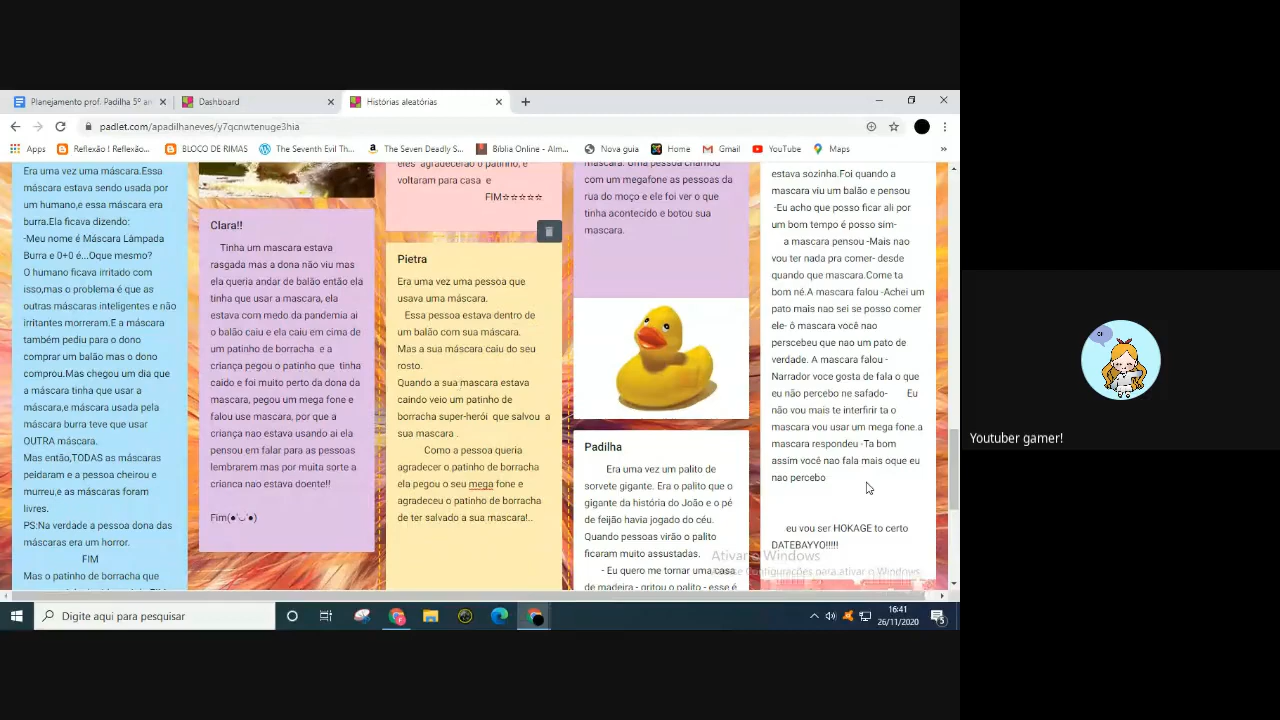 Planejamento prof. Padilha 5º an
Dashboard
Histórias aleatórias
padlet.com/apadilhaneves/y7qcnwtenuge3hia
Apps
Reflexão ! Reflexão...
BLOCO DE RIMAS
The Seventh Evil Th...
The Seven Deadly S...
Biblia Online - Alm...
Nova guia
Home
Gmail
YouTube
Maps
»
Era uma vez uma máscara.Essa
máscara estava sendo usada por
um humano,e essa máscara era
burra.Ela ficava dizendo:
-Meu nome é Máscara Lâmpada
Burra e 0+0 é...Oque mesmo?
O humano ficava irritado com
isso,mas o problema é que as
outras máscaras inteligentes e não
irritantes morreram.E a máscara
também pediu para o dono
comprar um balão mas o dono
comprou.Mas chegou um dia que
a máscara tinha que usar a
máscara,e máscara usada pela
máscara burra teve que usar
OUTRA máscara.
Mas então,TODAS as máscaras
peidaram e a pessoa cheirou e
murreu,e as máscaras foram
livres.
PS:Na verdade a pessoa dona das
máscaras era um horror.
FIM
Mas o patinho de borracha que
Clara!!
Tinha um mascara estava
rasgada mas a dona não viu mas
ela queria andar de balão então ela
tinha que usar a mascara, ela
estava com medo da pandemia ai
o balão caiu e ela caiu em cima de
um patinho de borracha e a
criança pegou o patinho que tinha
caido e foi muito perto da dona da
mascara, pegou um mega fone e
falou use mascara, por que a
criança nao estava usando ai ela
pensou em falar para as pessoas
lembrarem mas por muita sorte a
crianca nao estava doente!!
Fim(●'◡'●)
eles agradecerão o patinho, e
voltaram para casa e
FIM☆☆☆☆☆
Pietra
Era uma vez uma pessoa que
usava uma máscara.
Essa pessoa estava dentro de
um balão com sua máscara.
Mas a sua máscara caiu do seu
rosto.
Quando a sua mascara estava
caindo veio um patinho de
borracha super-herói que salvou a
sua mascara .
Como a pessoa queria
agradecer o patinho de borracha
ela pegou o seu mega fone e
agradeceu o patinho de borracha
de ter salvado a sua mascara!..
máscara. Uma pessoa chamou
com um megafone as pessoas da
rua do moço e ele foi ver o que
tinha acontecido e botou sua
mascara.
Padilha
Era uma vez um palito de
sorvete gigante. Era o palito que o
gigante da história do João e o pé
de feijão havia jogado do céu.
Quando pessoas virão o palito
ficaram muito assustadas.
- Eu quero me tornar uma casa
de madeira - gritou o palito - esse é
estava sozinha.Foi quando a
mascara viu um balão e pensou
-Eu acho que posso ficar ali por
um bom tempo é posso sim-
a mascara pensou -Mais nao
vou ter nada pra comer- desde
quando que mascara.Come ta
bom né.A mascara falou -Achei um
pato mais nao sei se posso comer
ele- ô mascara você nao
perscebeu que nao um pato de
verdade. A mascara falou -
Narrador voce gosta de fala o que
eu não percebo ne safado- Eu
não vou mais te interfirir ta o
mascara vou usar um mega fone.a
mascara respondeu -Ta bom
assim você nao fala mais oque eu
nao percebo
eu vou ser HOKAGE to certo
DATEBAYYO!!!!!
Ativar o Windows
Acesse Configurações para ativar o Windows.
Digite aqui para pesquisar
16:41
26/11/2020
5
Youtuber gamer!